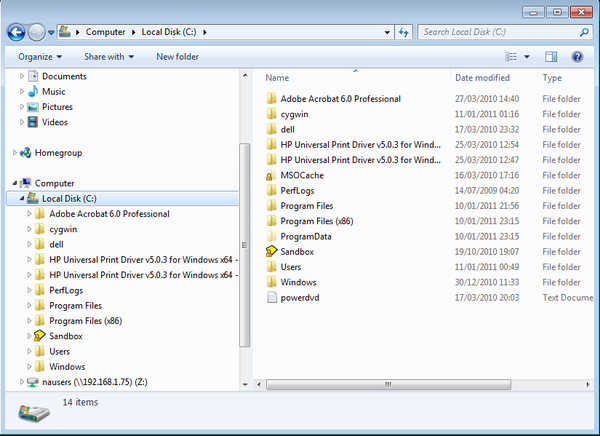 Computer Local Disk (C:) Search Local Disk (C:)
Organize Share with New folder
Documents
Music
Pictures
Videos
Homegroup
Computer
Local Disk (C:)
Adobe Acrobat 6.0 Professional
cygwin
dell
HP Universal Print Driver v5.0.3 for Windows x64 -
HP Universal Print Driver v5.0.3 for Windows x64 -
PerfLogs
Program Files
Program Files (x86)
Sandbox
Users
Windows
nausers (\\192.168.1.75) (Z:)
Name Date modified Type
Adobe Acrobat 6.0 Professional 27/03/2010 14:40 File folder
cygwin 11/01/2011 01:16 File folder
dell 17/03/2010 23:32 File folder
HP Universal Print Driver v5.0.3 for Wind... 25/03/2010 12:54 File folder
HP Universal Print Driver v5.0.3 for Wind... 25/03/2010 12:47 File folder
MSOCache 16/03/2010 17:16 File folder
PerfLogs 14/07/2009 04:20 File folder
Program Files 10/01/2011 21:56 File folder
Program Files (x86) 10/01/2011 23:15 File folder
ProgramData 10/01/2011 23:15 File folder
Sandbox 19/10/2010 19:07 File folder
Users 11/01/2011 00:49 File folder
Windows 30/12/2010 11:33 File folder
powerdvd 17/03/2010 20:03 Text Docume
14 items